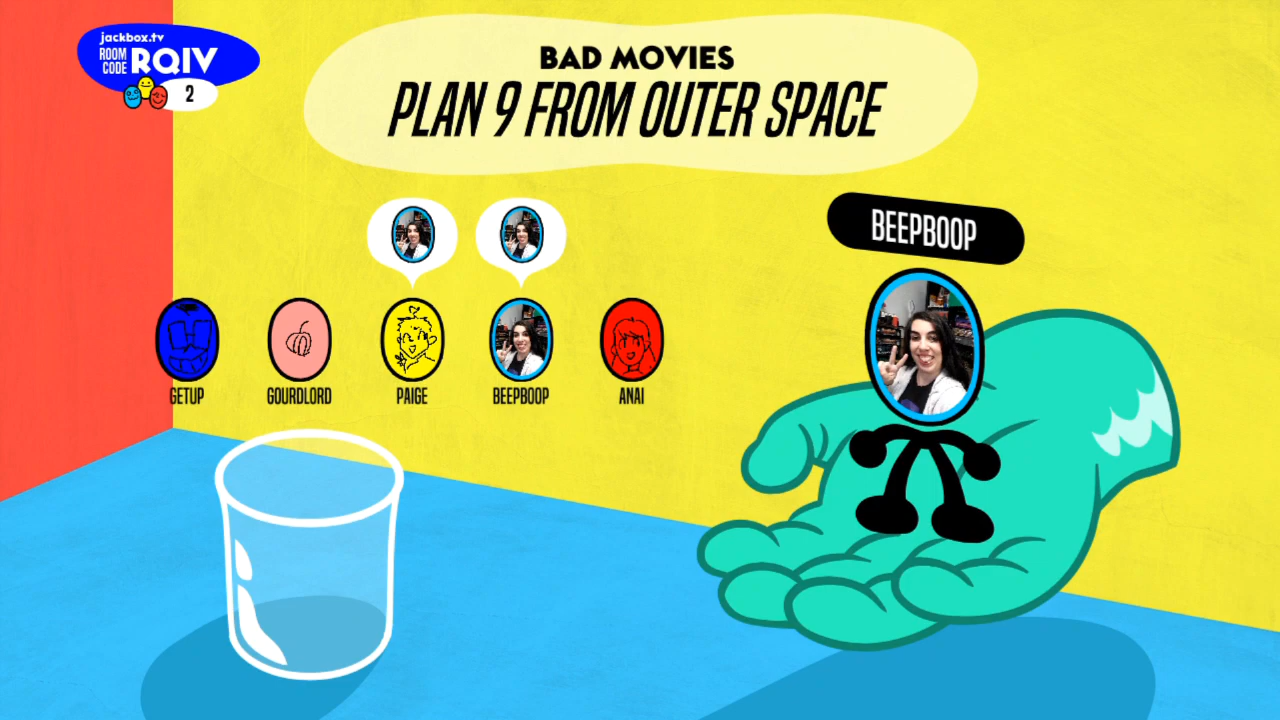 jackbox.tv
ROOM
CODE
RQIV
2
BAD MOVIES
PLAN 9 FROM OUTER SPACE
BEEPBOOP
GETUP
GOURDLORD
PAIGE
BEEPBOOP
ANAI